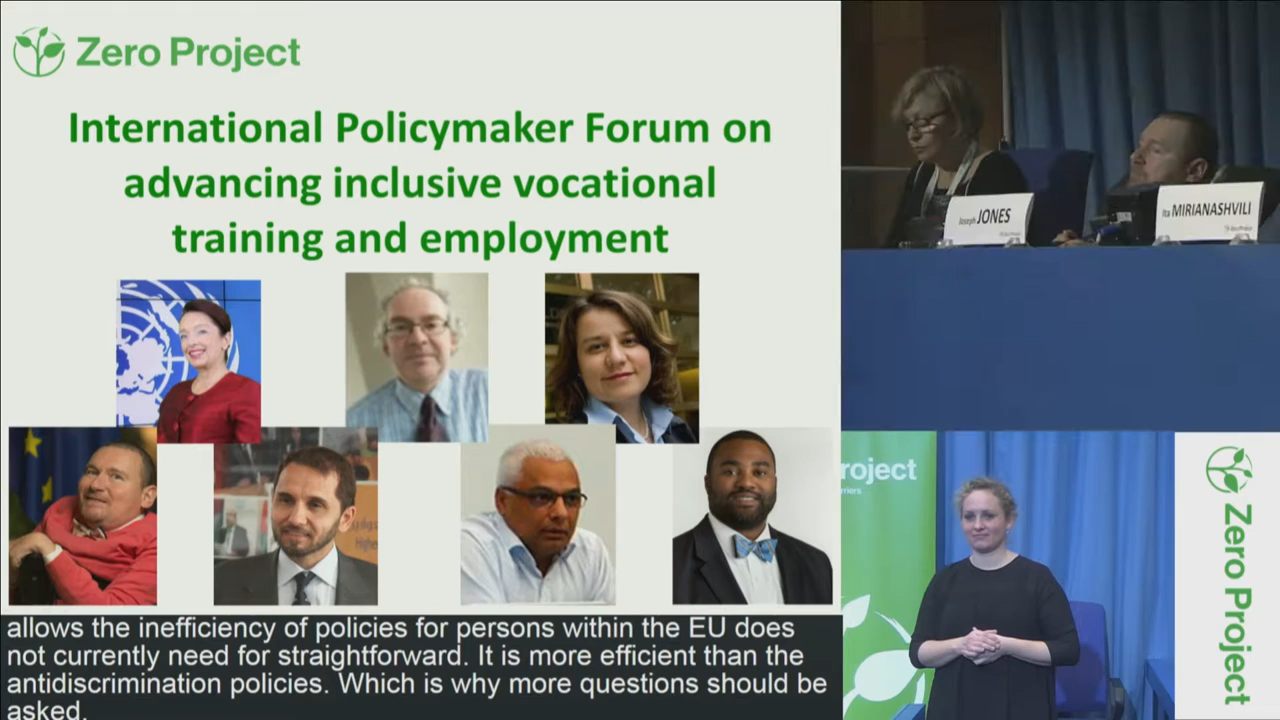 Zero Project
International Policymaker Forum on
advancing inclusive vocational
training and employment
allows the inefficiency of policies for persons within the EU does
not currently need for straightforward. It is more efficient than the
antidiscrimination policies. Which is why more questions should be
asked.
Joseph JONES
Ita MIRIANASHVILI
roject
rriers
Zero Project